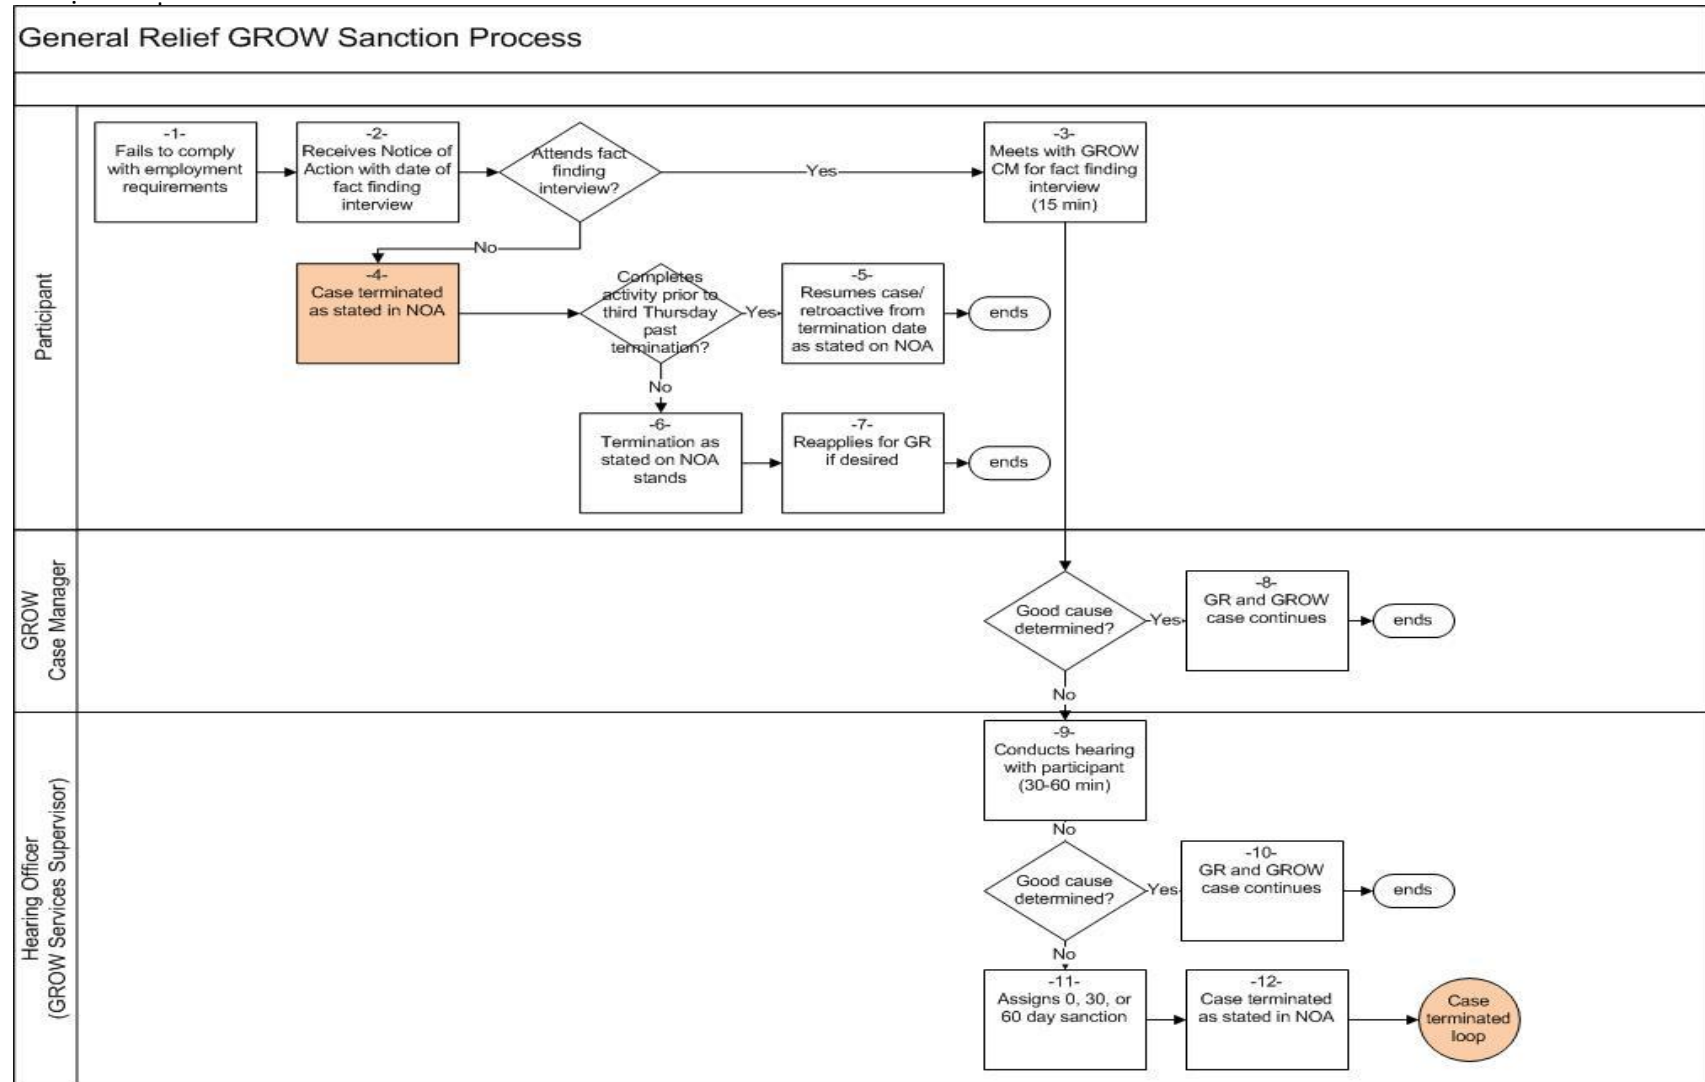 General Relief GROW Sanction Process
Participant
-1-
Fails to comply
with employment
requirements
-2-
Receives Notice of
Action with date of
fact finding
interview
Attends fact
finding
interview?
Yes
-3-
Meets with GROW
CM for fact finding
interview
(15 min)
No
-4-
Case terminated
as stated in NOA
Completes
activity prior to
third Thursday
past
termination?
Yes
-5-
Resumes case/
retroactive from
termination date
as stated on NOA
ends
No
-6-
Termination as
stated on NOA
stands
-7-
Reapplies for GR
if desired
ends
GROW
Case Manager
Good cause
determined?
Yes
-8-
GR and GROW
case continues
ends
No
Hearing Officer
(GROW Services Supervisor)
-9-
Conducts hearing
with participant
(30-60 min)
No
Good cause
determined?
Yes
-10-
GR and GROW
case continues
ends
No
-11-
Assigns 0, 30, or
60 day sanction
-12-
Case terminated
as stated in NOA
Case
terminated
loop